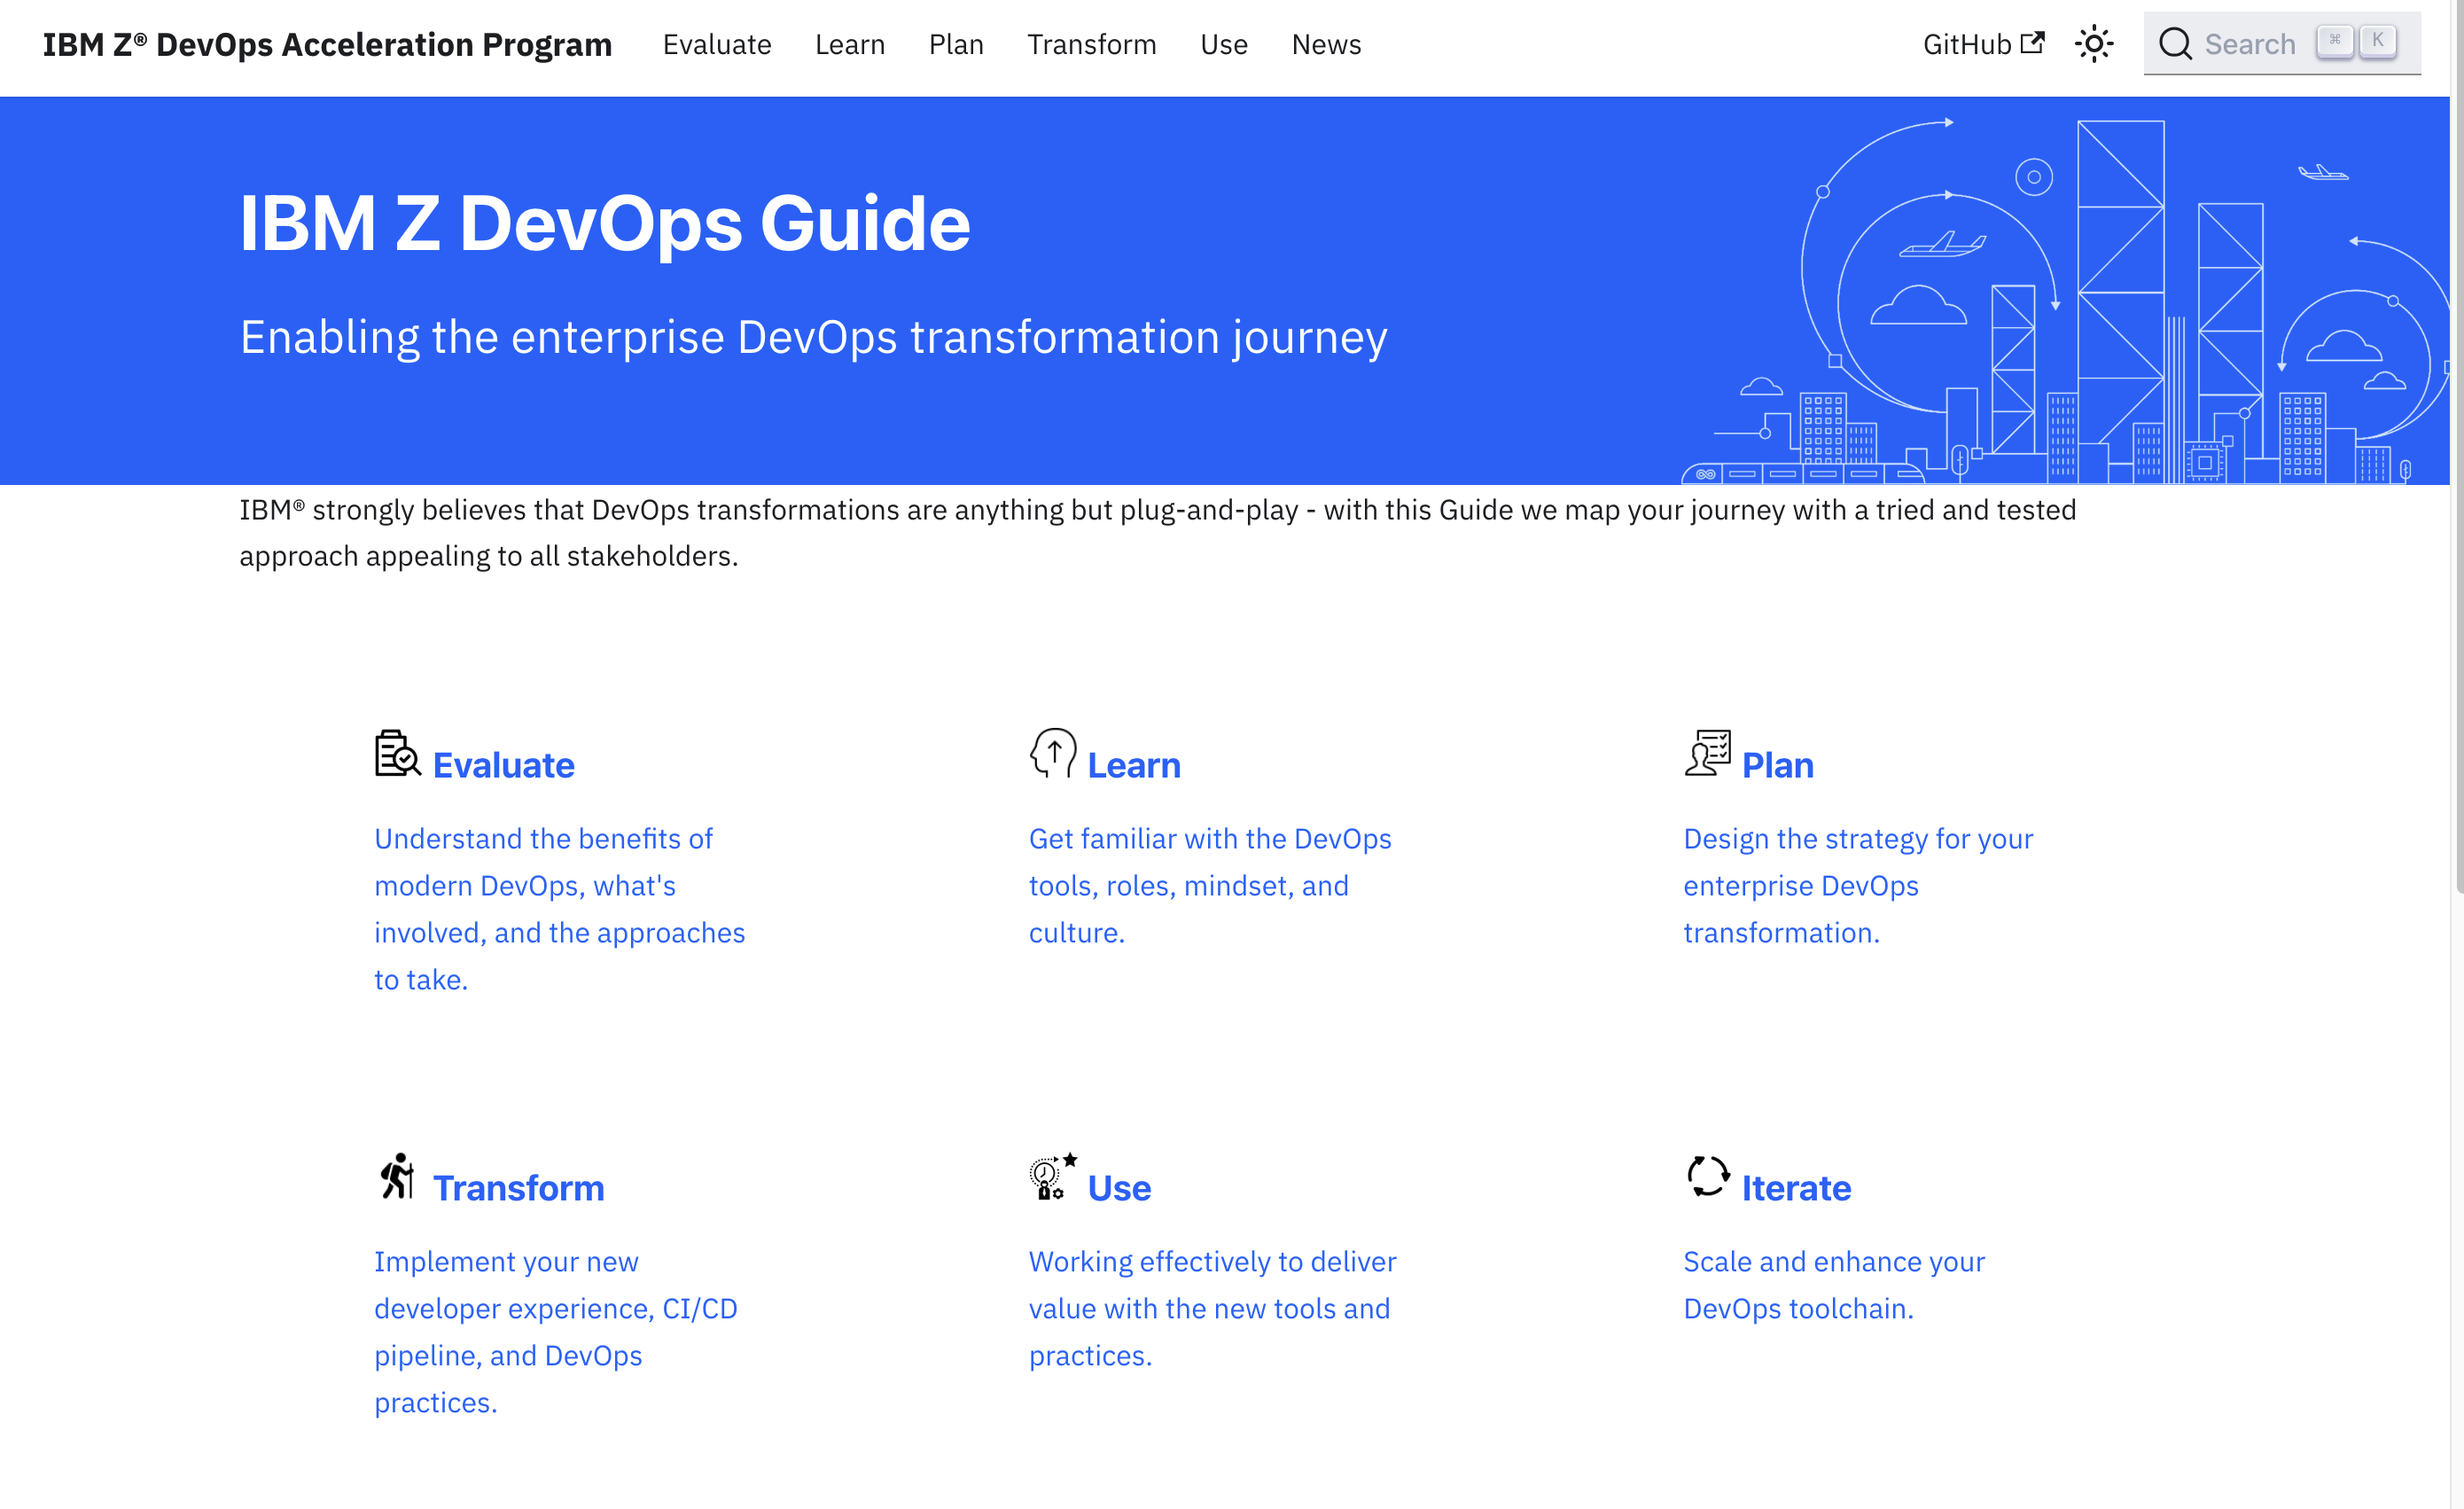 IBM Z® DevOps Acceleration Program Evaluate Learn Plan Transform Use News GitHub Search ⌘ K
IBM Z DevOps Guide
Enabling the enterprise DevOps transformation journey
IBM® strongly believes that DevOps transformations are anything but plug-and-play - with this Guide we map your journey with a tried and tested
approach appealing to all stakeholders.
Evaluate
Understand the benefits of
modern DevOps, what's
involved, and the approaches
to take.
Learn
Get familiar with the DevOps
tools, roles, mindset, and
culture.
Plan
Design the strategy for your
enterprise DevOps
transformation.
Transform
Implement your new
developer experience, CI/CD
pipeline, and DevOps
practices.
Use
Working effectively to deliver
value with the new tools and
practices.
Iterate
Scale and enhance your
DevOps toolchain.